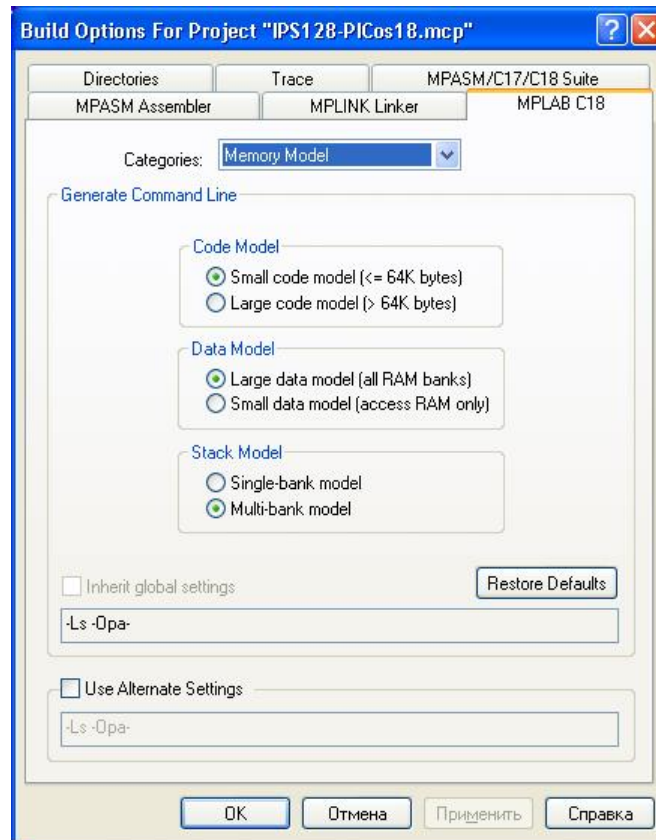 Build Options For Project "IPS128-PICos18.mcp"
Directories Trace MPASM/C17/C18 Suite
MPASM Assembler MPLINK Linker MPLAB C18
Categories: Memory Model
Generate Command Line
Code Model
Small code model (<= 64K bytes)
Large code model (> 64K bytes)
Data Model
Large data model (all RAM banks)
Small data model (access RAM only)
Stack Model
Single-bank model
Multi-bank model
Inherit global settings Restore Defaults
-Ls -Opa-
Use Alternate Settings
-Ls -Opa-
OK Отмена Применить Справка